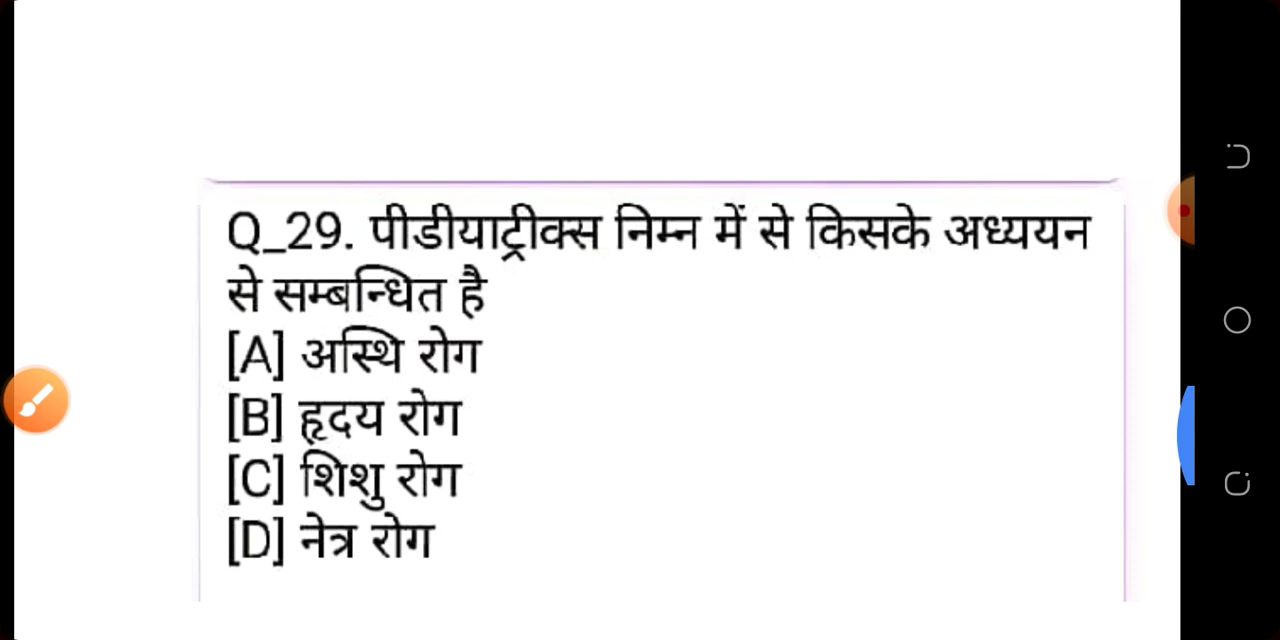 Q_29. पीडीयाट्रीक्स निम्न में से किसके अध्ययन
से सम्बन्धित है
[A] अस्थि रोग
[B] हृदय रोग
[C] शिशु रोग
[D] नेत्र रोग